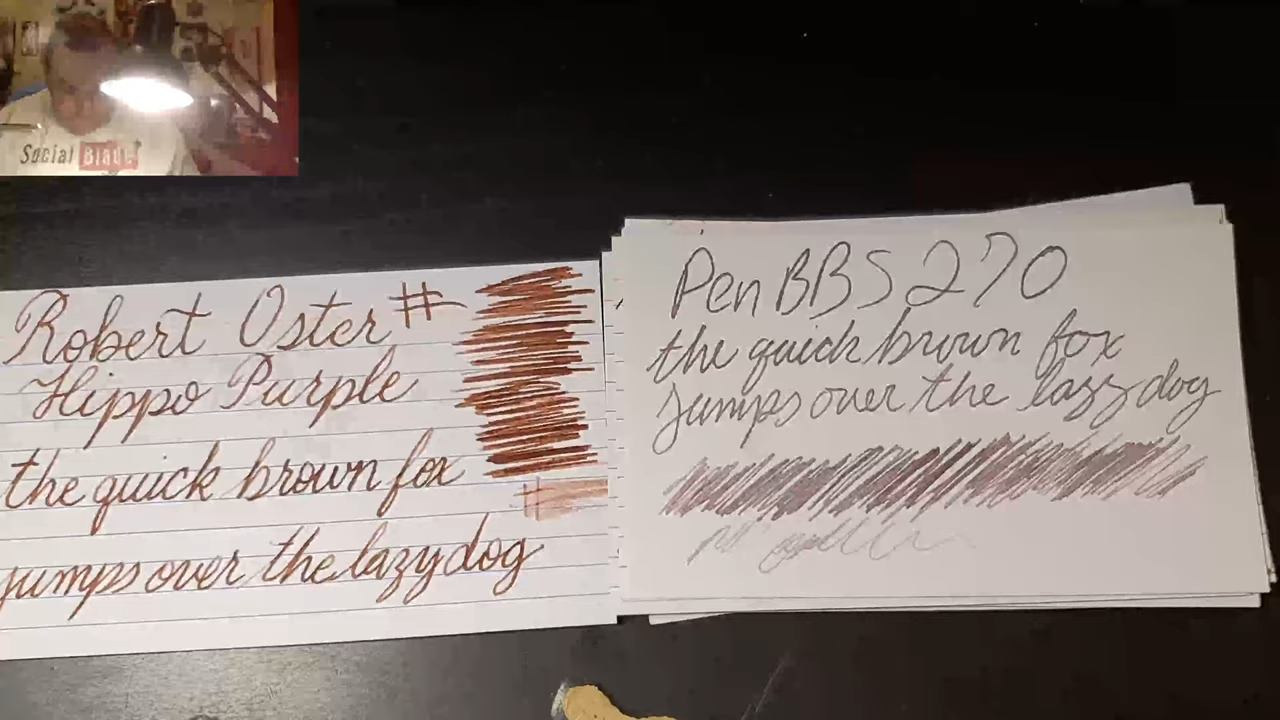 Social Blade
Robert Oster #
Hippo Purple
the quick brown fox
jumps over the lazy dog
#
Pen BBS 270
the quick brown fox
jumps over the lazy dog